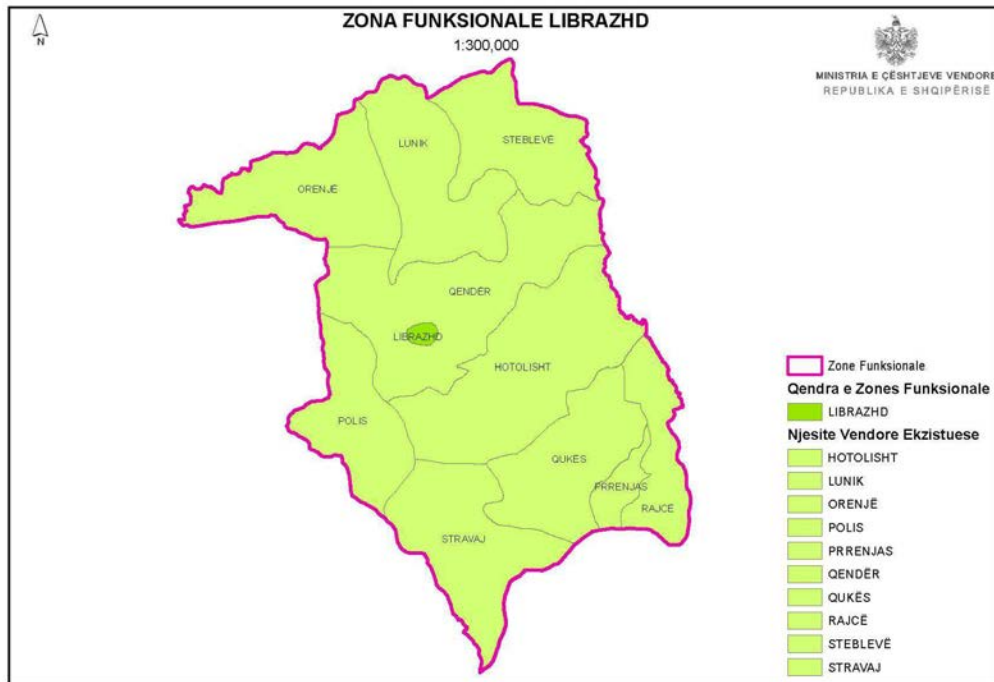 ZONA FUNKSIONALE LIBRAZHD
1:300,000
N
MINISTRIA E ÇËSHTJEVE VENDORE
REPUBLIKA E SHQIPËRISË
LUNIK
STEBLEVË
ORENJË
QENDËR
LIBRAZHD
HOTOLISHT
POLIS
QUKËS
PRRENJAS
RAJCË
STRAVAJ
Zone Funksionale
Qendra e Zones Funksionale
LIBRAZHD
Njesite Vendore Ekzistuese
HOTOLISHT
LUNIK
ORENJË
POLIS
PRRENJAS
QENDËR
QUKËS
RAJCË
STEBLEVË
STRAVAJ